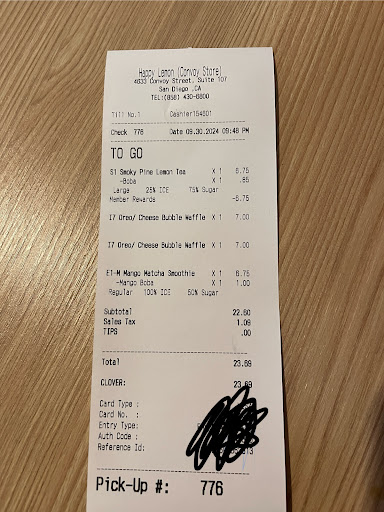 Happy Lemon (Convoy Store)
4633 Convoy Street, Suite 107
San Diego ,CA
TEL:(858) 430-6800
Till No.1 Cashier154601
Check 776 Date 09.30.2024 09:48 PM
TO GO
S1 Smoky Pine Lemon Tea X 1 5.75
-Boba X 1 .85
Large 25% ICE 75% Sugar
Member Rewards -5.75
I7 Oreo/ Cheese Bubble Waffle X 1 7.00
I7 Oreo/ Cheese Bubble Waffle X 1 7.00
E1-M Mango Matcha Smoothie X 1 6.75
-Mango Boba X 1 1.00
Regular 100% ICE 50% Sugar
Subtotal 22.60
Sales Tax 1.09
TIPS .00
Total 23.69
CLOVER: 23.69
Card Type :
Card No. :
Entry Type:
Auth Code :
Reference Id:
Pick-Up #: 776